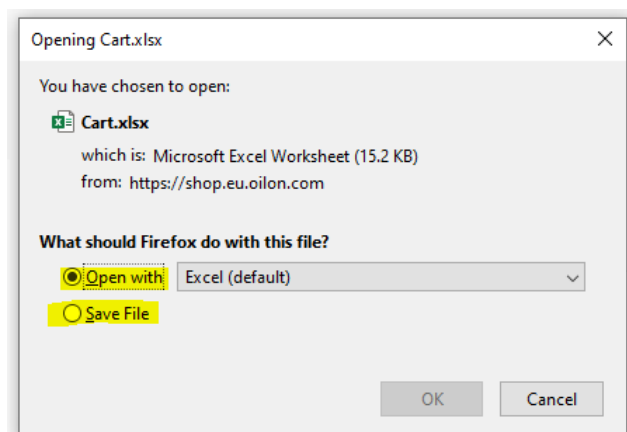 Opening Cart.xlsx
You have chosen to open:
Cart.xlsx
which is: Microsoft Excel Worksheet (15.2 KB)
from: https://shop.eu.oilon.com
What should Firefox do with this file?
Open with Excel (default)
Save File
OK Cancel